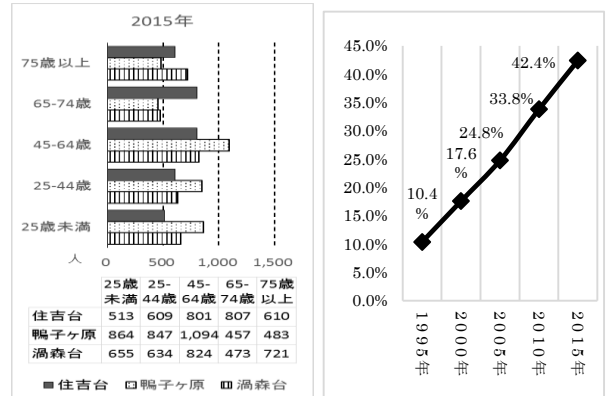 2015年
75歳以上
65-74歳
45-64歳
25-44歳
25歳未満
人 0 500 1,000 1,500
25歳未満 25-44歳 45-64歳 65-74歳 75歳以上
住吉台 513 609 801 807 610
鴨子ヶ原 864 847 1,094 457 483
渦森台 655 634 824 473 721
住吉台 鴨子ヶ原 渦森台
45.0%
40.0%
35.0%
30.0%
25.0%
20.0%
15.0%
10.0%
5.0%
0.0%
42.4%
33.8%
24.8%
17.6%
10.4%
1995年 2000年 2005年 2010年 2015年